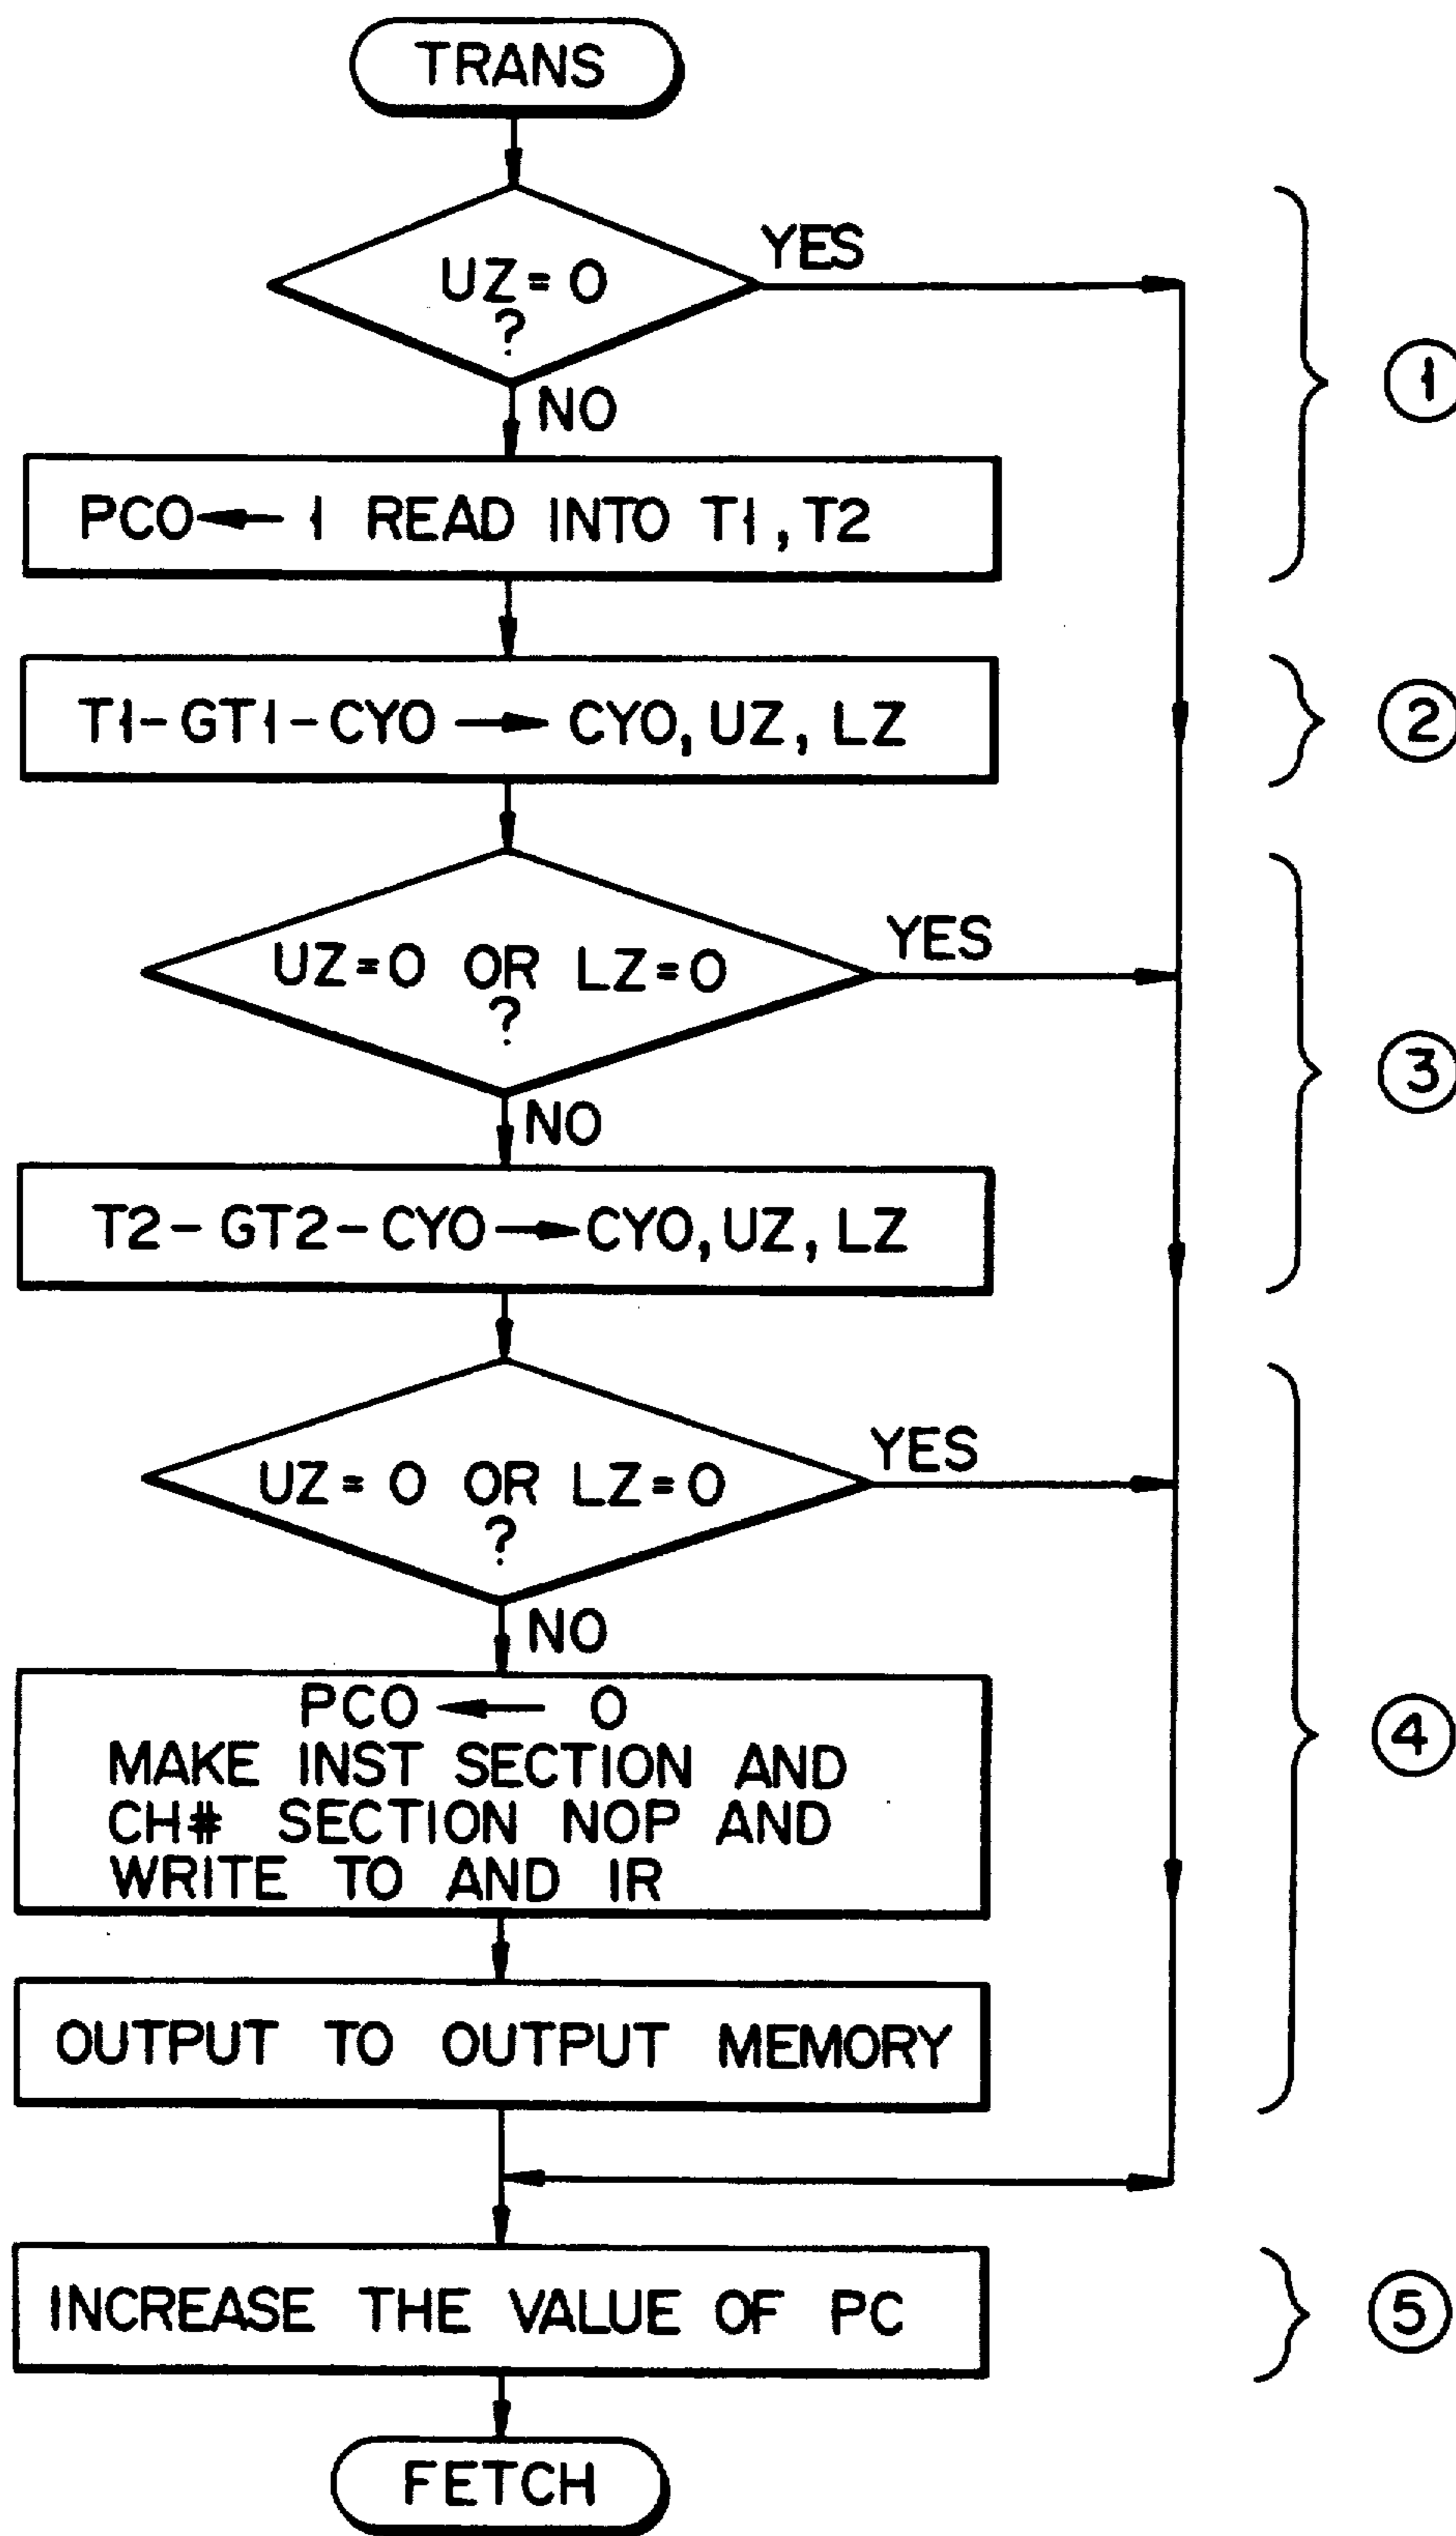 TRANS
UZ=0
?
YES
NO
PC0 ← 1 READ INTO T1, T2
①
T1-GT1-CY0 → CY0, UZ, LZ
②
UZ=0 OR LZ=0
?
YES
NO
T2-GT2-CY0 → CY0, UZ, LZ
③
UZ=0 OR LZ=0
?
YES
NO
PC0 ← 0
MAKE INST SECTION AND
CH# SECTION NOP AND
WRITE T0 AND IR
④
OUTPUT TO OUTPUT MEMORY
INCREASE THE VALUE OF PC
⑤
FETCH